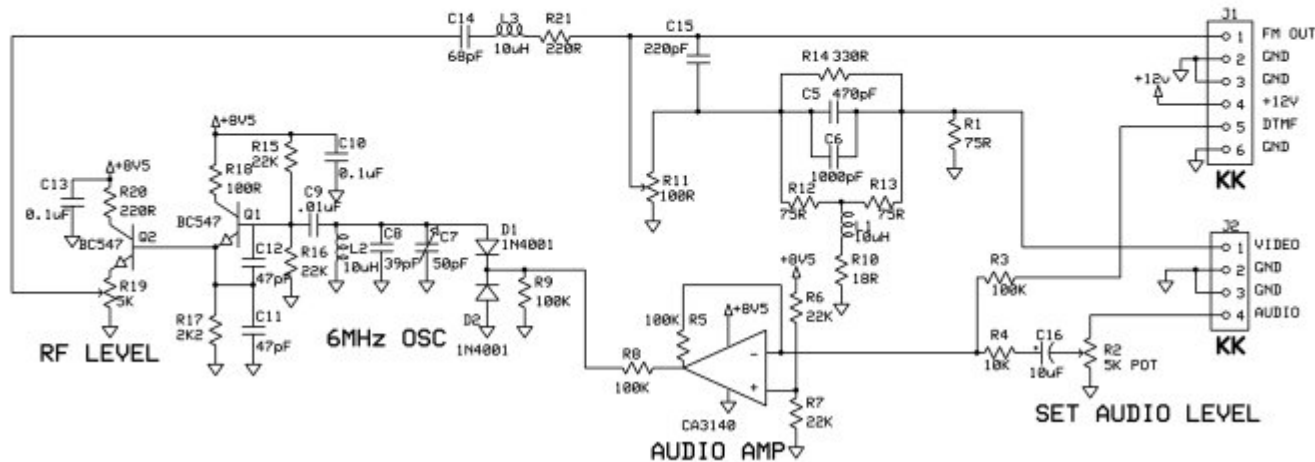 C14
68pF
L3
10uH
R21
220R
C15
220pF
J1
1 FM OUT
2 GND
3 GND
4 +12V
5 DTMF
6 GND
KK
+12v
R14 330R
C5 470pF
C6
1000pF
R1
75R
R11
100R
R12
75R
R13
75R
L1
10uH
R10
18R
+8V5
C13
0.1uF
R20
220R
+8V5
R18
100R
R15
22K
C10
0.1uF
BC547
Q1
BC547
Q2
C9
.01uF
C12
47pF
R16
22K
L2
10uH
C8
39pF
C7
50pF
D1
1N4001
R9
100K
D2
1N4001
R19
5K
R17
2K2
C11
47pF
RF LEVEL
6MHz OSC
R8
100K
100K R5
+8V5
-
+
CA3140
AUDIO AMP
+8V5
R6
22K
R7
22K
R3
100K
R4
10K
C16
+
10uF
R2
5K POT
SET AUDIO LEVEL
J2
1 VIDEO
2 GND
3 GND
4 AUDIO
KK